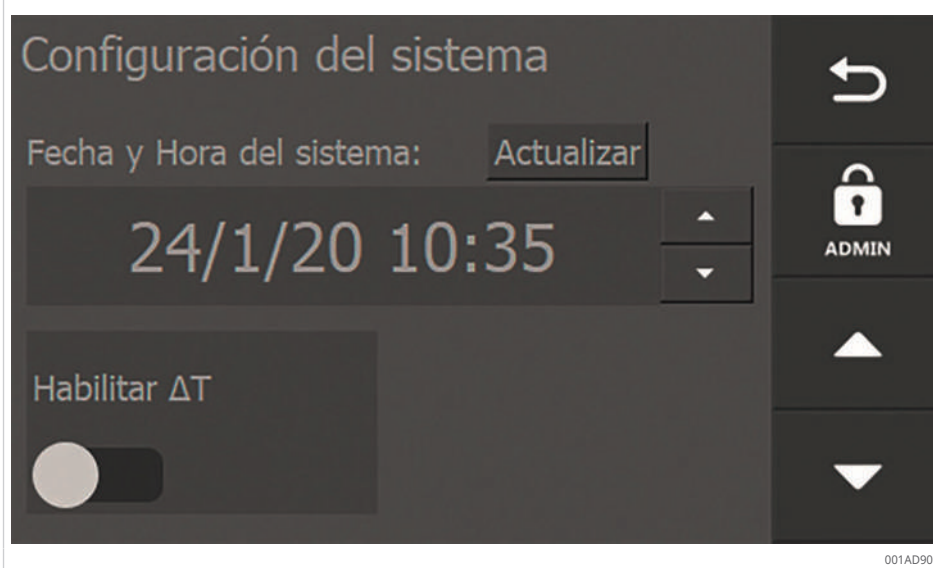 Configuración del sistema
Fecha y Hora del sistema: Actualizar
24/1/20 10:35
ADMIN
Habilitar ΔT
001AD90